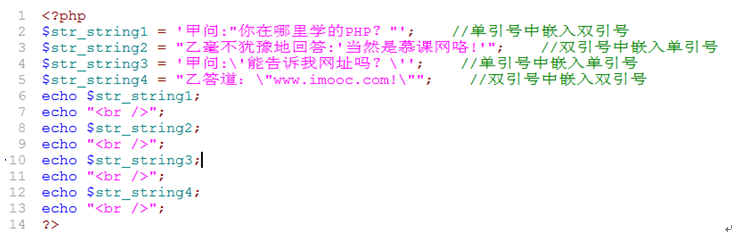 1 <?php
2 $str_string1 = '甲问:"你在哪里学的PHP？"'; //单引号中嵌入双引号
3 $str_string2 = "乙毫不犹豫地回答:'当然是慕课网咯!'"; //双引号中嵌入单引号
4 $str_string3 = '甲问:\'能告诉我网址吗？\''; //单引号中嵌入单引号
5 $str_string4 = "乙答道：\"www.imooc.com!\""; //双引号中嵌入双引号
6 echo $str_string1;
7 echo "<br />";
8 echo $str_string2;
9 echo "<br />";
10 echo $str_string3;
11 echo "<br />";
12 echo $str_string4;
13 echo "<br />";
14 ?>